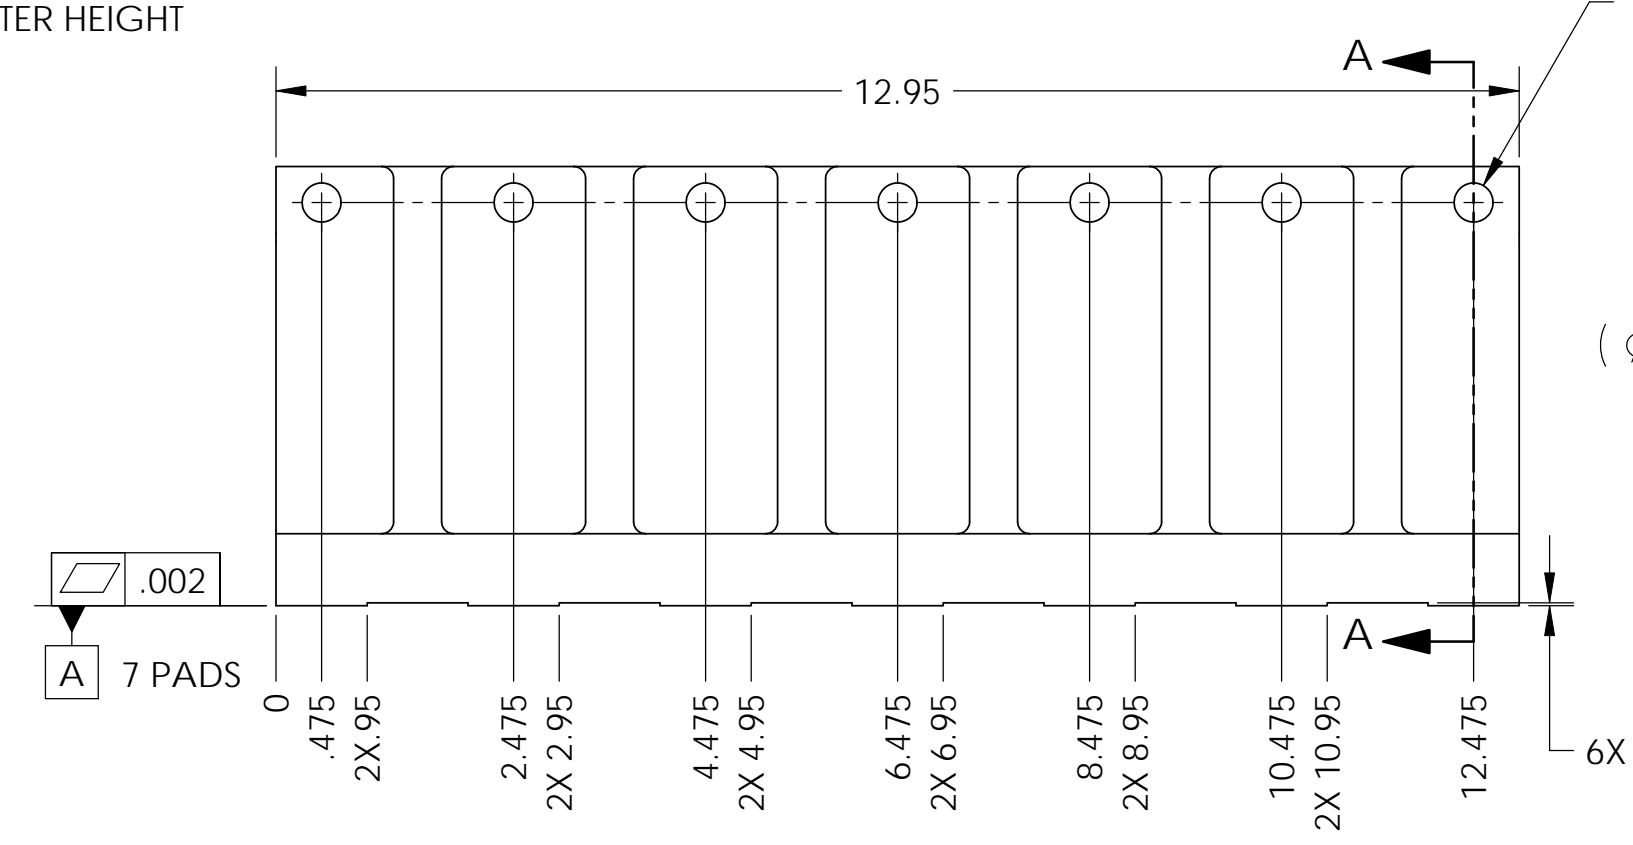 TER HEIGHT
A
12.95
.002
A
7 PADS
A
0
.475
2X.95
2.475
2X 2.95
4.475
2X 4.95
6.475
2X 6.95
8.475
2X 8.95
10.475
2X 10.95
12.475
6X